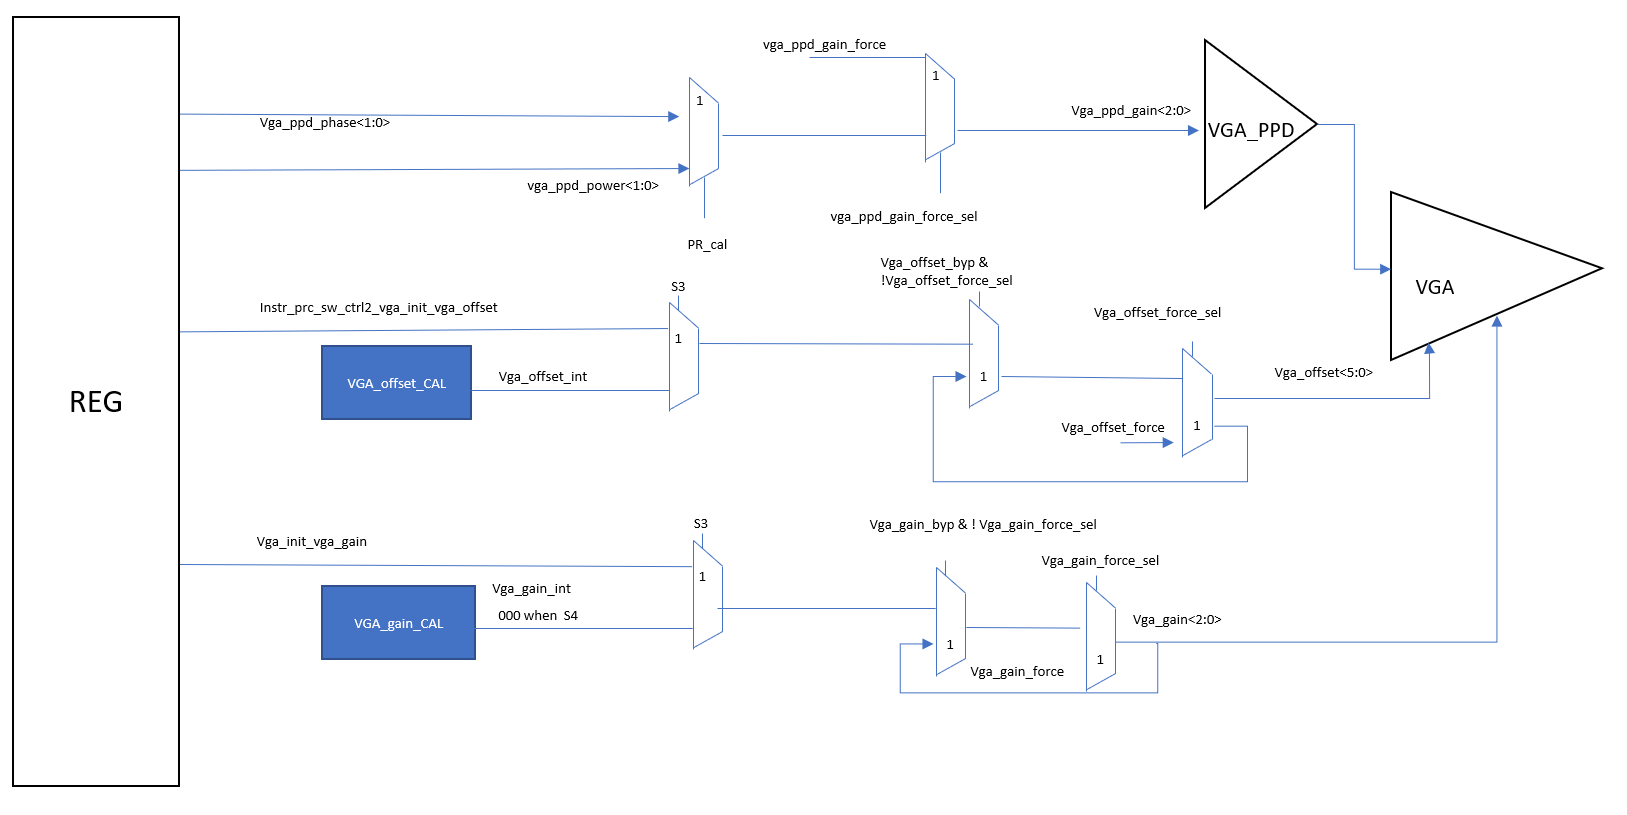 vga_ppd_gain_force
1
1
Vga_ppd_phase<1:0>
Vga_ppd_gain<2:0>
VGA_PPD
vga_ppd_power<1:0>
vga_ppd_gain_force_sel
PR_cal
Vga_offset_byp &
!Vga_offset_force_sel
S3
Instr_prc_sw_ctrl2_vga_init_vga_offset
Vga_offset_force_sel
VGA
1
VGA_offset_CAL
Vga_offset_int
1
Vga_offset<5:0>
REG
Vga_offset_force
1
S3
Vga_gain_byp & ! Vga_gain_force_sel
Vga_init_vga_gain
Vga_gain_force_sel
1
Vga_gain_int
000 when  S4
VGA_gain_CAL
Vga_gain<2:0>
1
1
Vga_gain_force